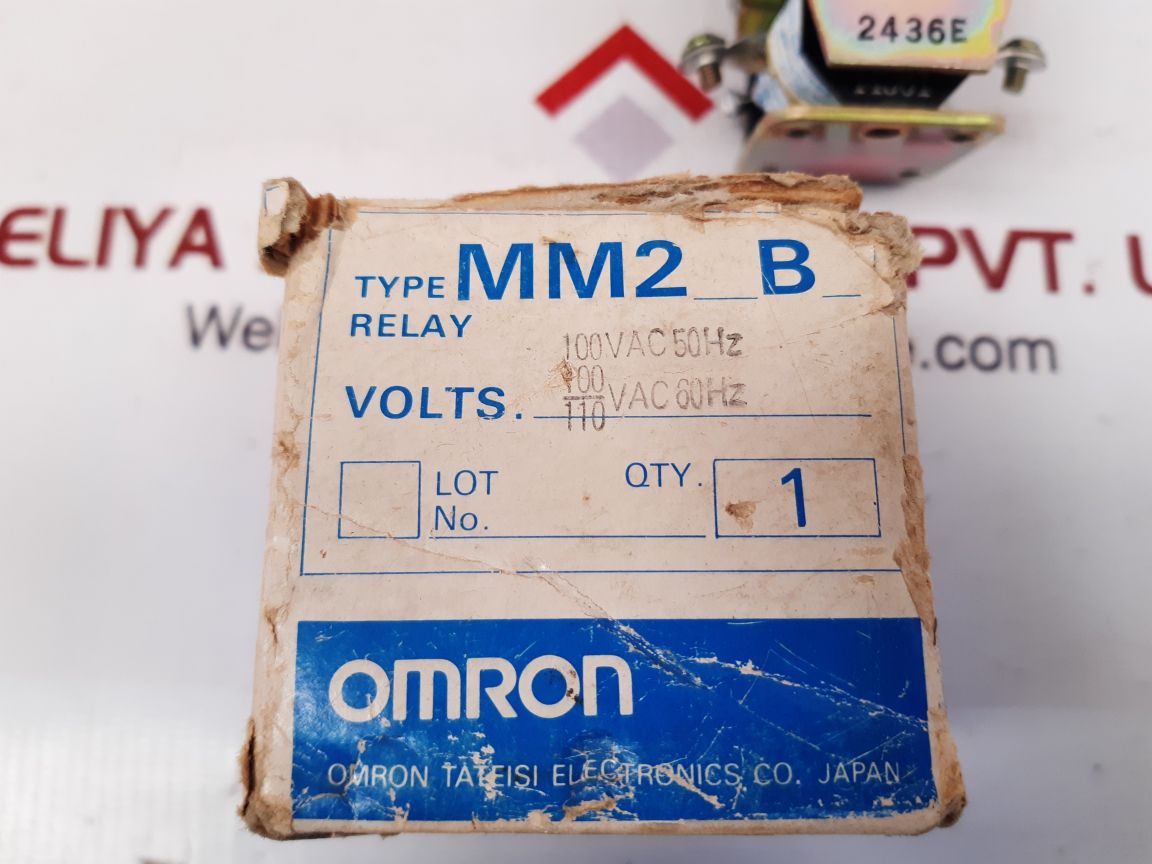 2436E
ELIYA PVT. U
We e.com
TYPE MM2 B
RELAY
100VAC 50Hz
VOLTS. 100/110 VAC 60Hz
LOT No. QTY. 1
OMRON
OMRON TATEISI ELECTRONICS CO. JAPAN